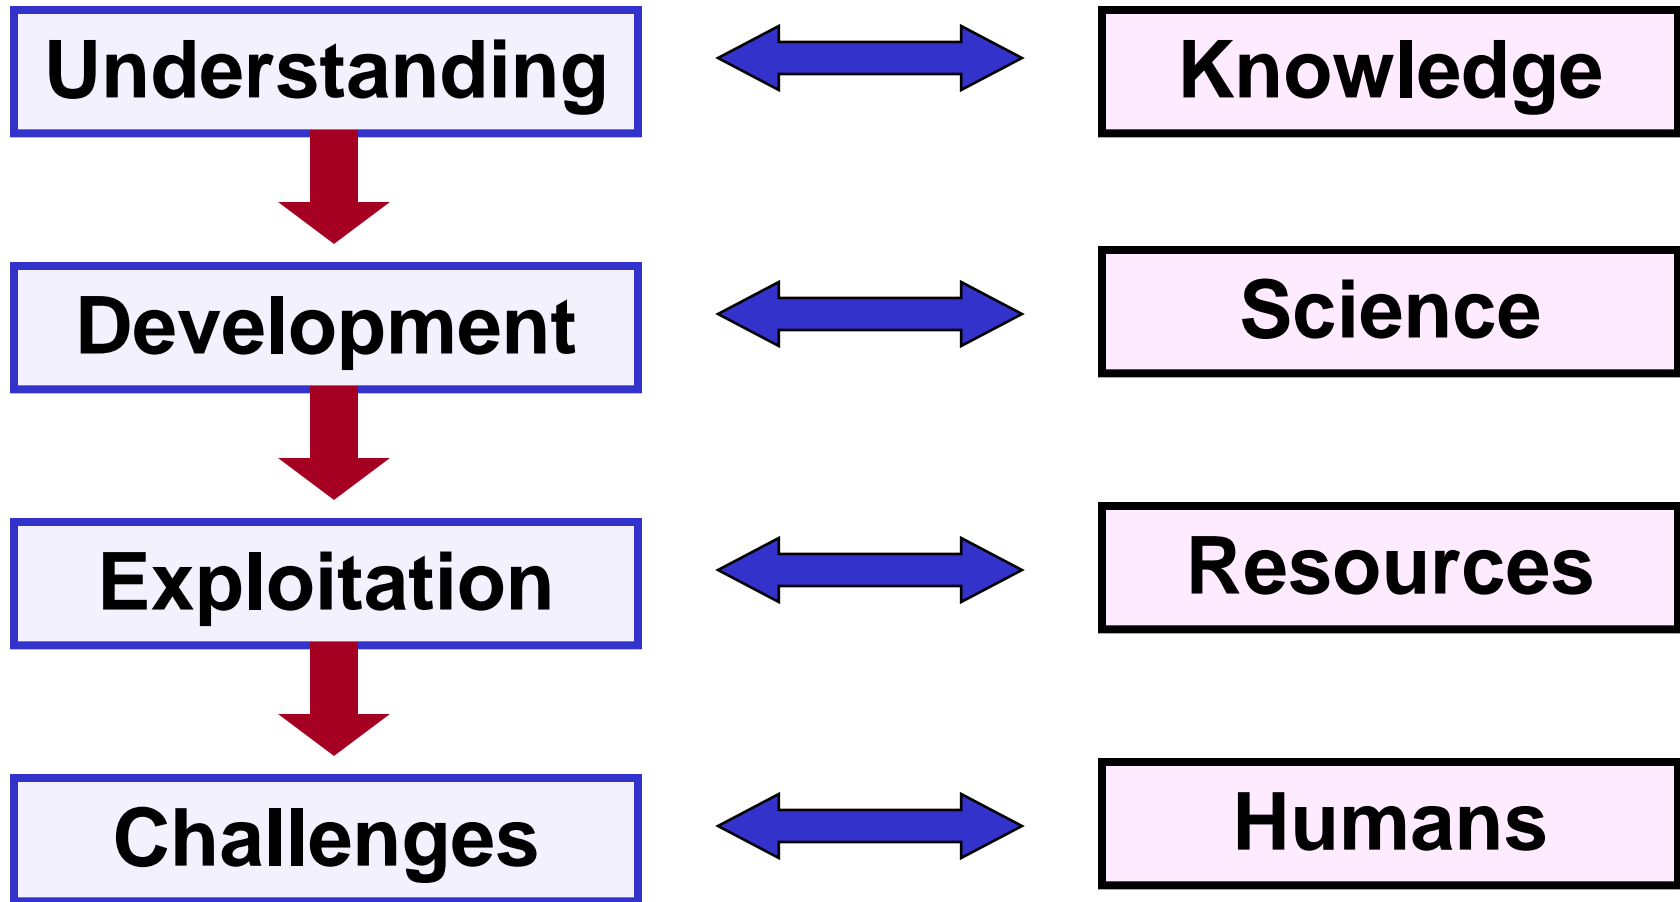 Understanding
Knowledge
Development
Science
Exploitation
Resources
Challenges
Humans